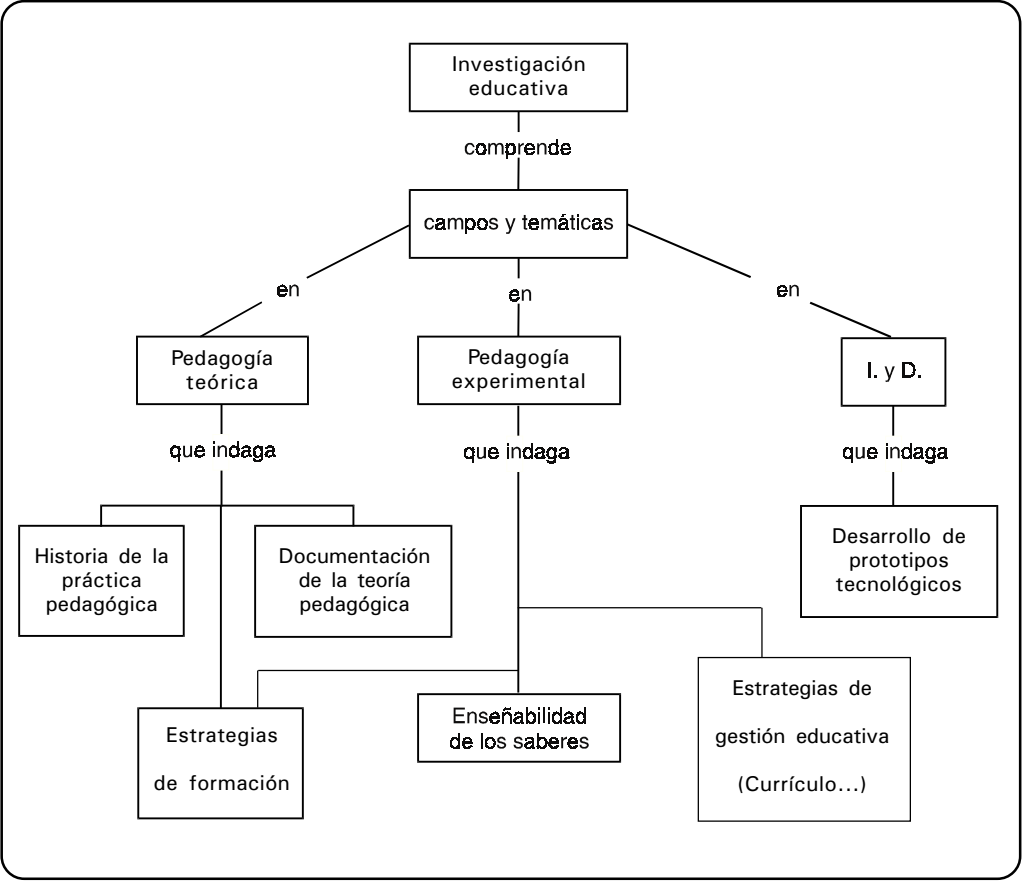 Investigación
educativa
comprende
campos y temáticas
en
en
en
Pedagogía
teórica
Pedagogía
experimental
I. y D.
que indaga
que indaga
que indaga
Historia de la
práctica
pedagógica
Documentación
de la teoría
pedagógica
Desarrollo de
prototipos
tecnológicos
Estrategias
de formación
Enseñabilidad
de los saberes
Estrategias de
gestión educativa
(Currículo...)